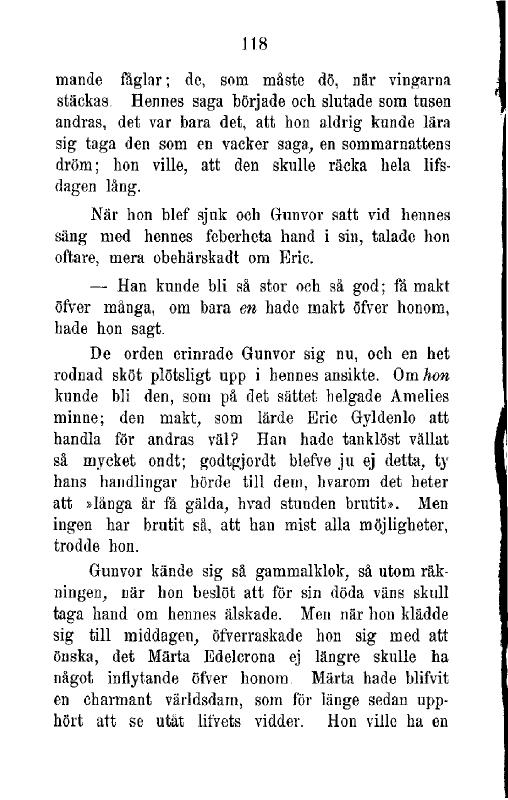 118
mande fåglar; de, som måste dö, när vingarna
stäckas. Hennes saga började och slutade som tusen
andras, det var bara det, att hon aldrig kunde lära
sig taga den som en vacker saga, en sommarnattens
dröm; hon ville, att den skulle räcka hela lifs-
dagen lång.
När hon blef sjuk och Gunvor satt vid hennes
säng med hennes feberheta hand i sin, talade hon
oftare, mera obehärskadt om Eric.
— Han kunde bli så stor och så god; få makt
öfver många, om bara en hade makt öfver honom,
hade hon sagt.
De orden erinrade Gunvor sig nu, och en het
rodnad sköt plötsligt upp i hennes ansikte. Om hon
kunde bli den, som på det sättet helgade Amelies
minne; den makt, som lärde Eric Gyldenlo att
handla för andras väl? Han hade tanklöst vållat
så mycket ondt; godtgjordt blefve ju ej detta, ty
hans handlingar hörde till dem, hvarom det heter
att »långa år få gälda, hvad stunden brutit». Men
ingen har brutit så, att han mist alla möjligheter,
trodde hon.
Gunvor kände sig så gammalklok, så utom räk-
ningen, när hon beslöt att för sin döda väns skull
taga hand om hennes älskade. Men när hon klädde
sig till middagen, öfverraskade hon sig med att
önska, det Märta Edelcrona ej längre skulle ha
något inflytande öfver honom. Märta hade blifvit
en charmant världsdam, som för länge sedan upp-
hört att se utåt lifvets vidder. Hon ville ha en